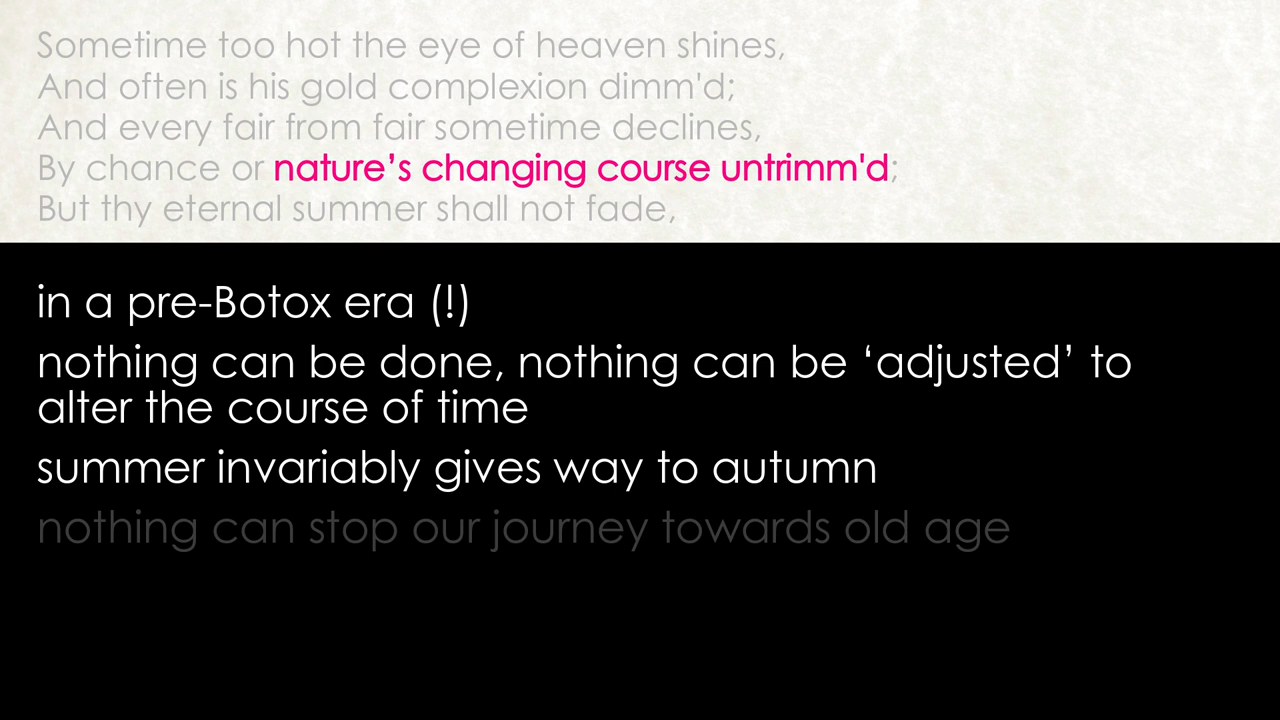 Sometime too hot the eye of heaven shines,
And often is his gold complexion dimm'd;
And every fair from fair sometime declines,
By chance or nature’s changing course untrimm'd;
But thy eternal summer shall not fade,
in a pre-Botox era (!)
nothing can be done, nothing can be ‘adjusted’ to
alter the course of time
summer invariably gives way to autumn
nothing can stop our journey towards old age